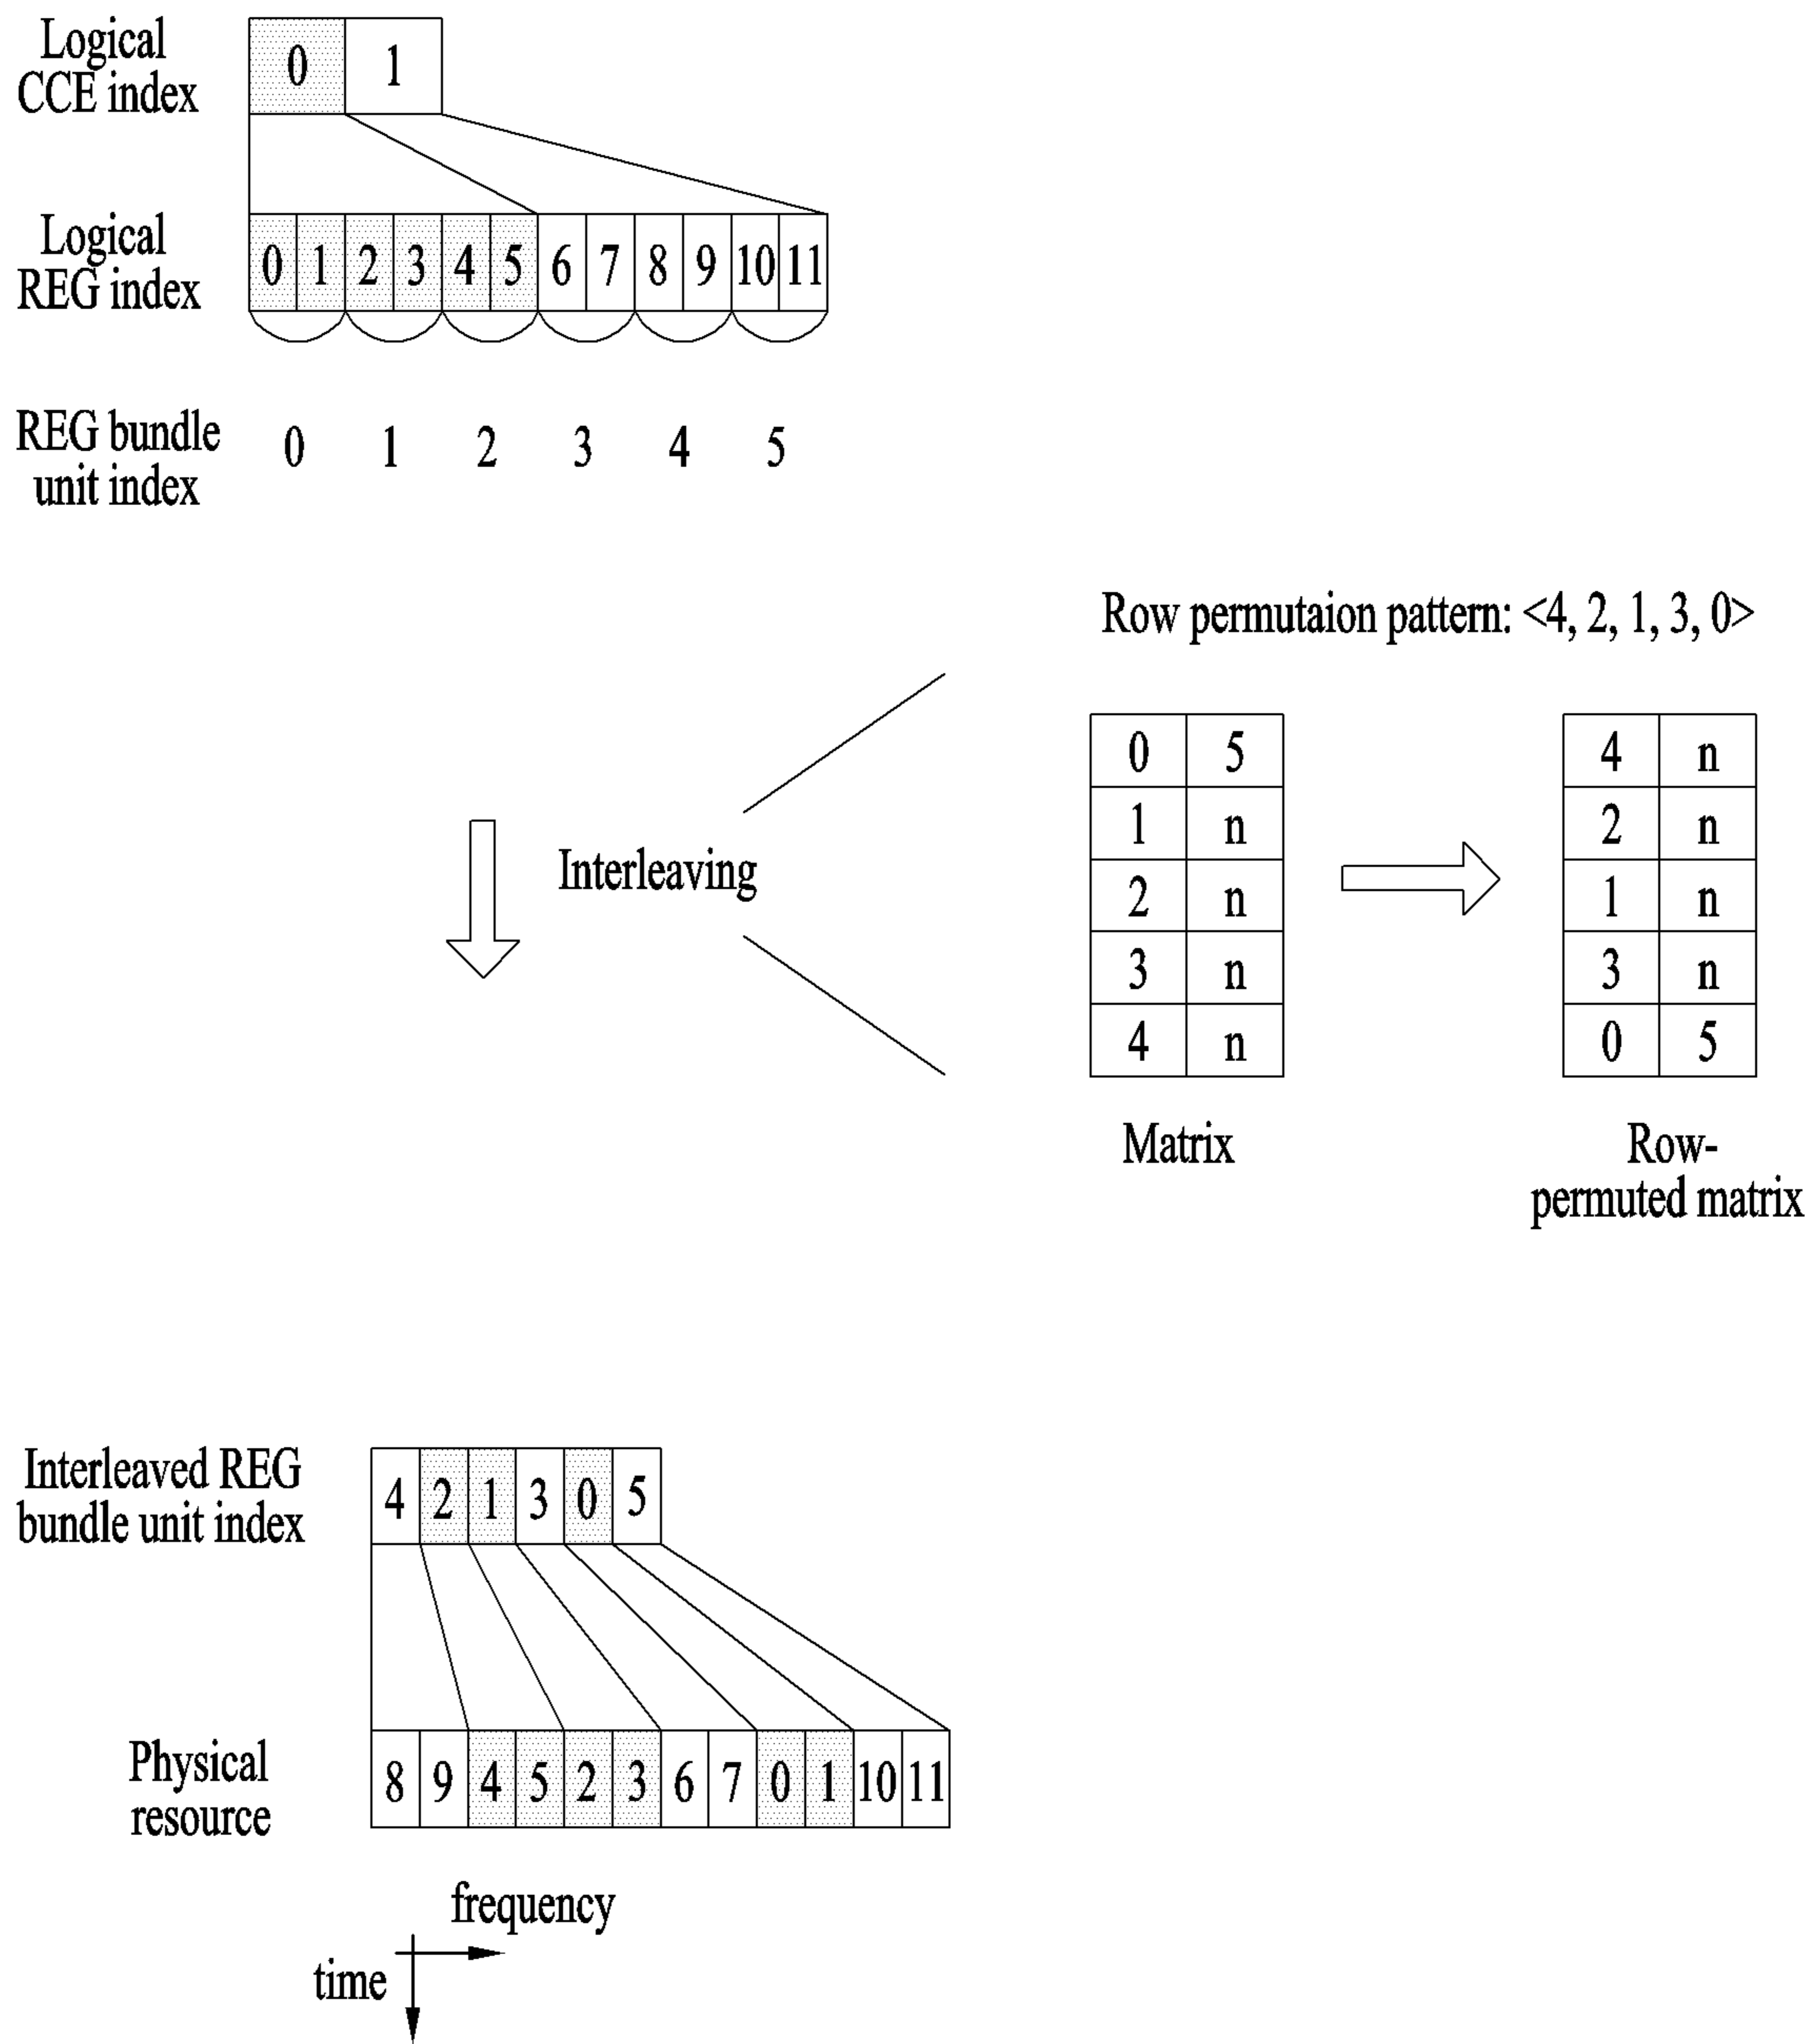 Logical
CCE index
0 1
Logical
REG index
0 1 2 3 4 5 6 7 8 9 10 11
REG bundle
unit index
0 1 2 3 4 5
Row permutaion pattern: <4, 2, 1, 3, 0>
Interleaving
0 5
1 n
2 n
3 n
4 n
Matrix
4 n
2 n
1 n
3 n
0 5
Row-
permuted matrix
Interleaved REG
bundle unit index
4 2 1 3 0 5
Physical
resource
8 9 4 5 2 3 6 7 0 1 10 11
frequency
time